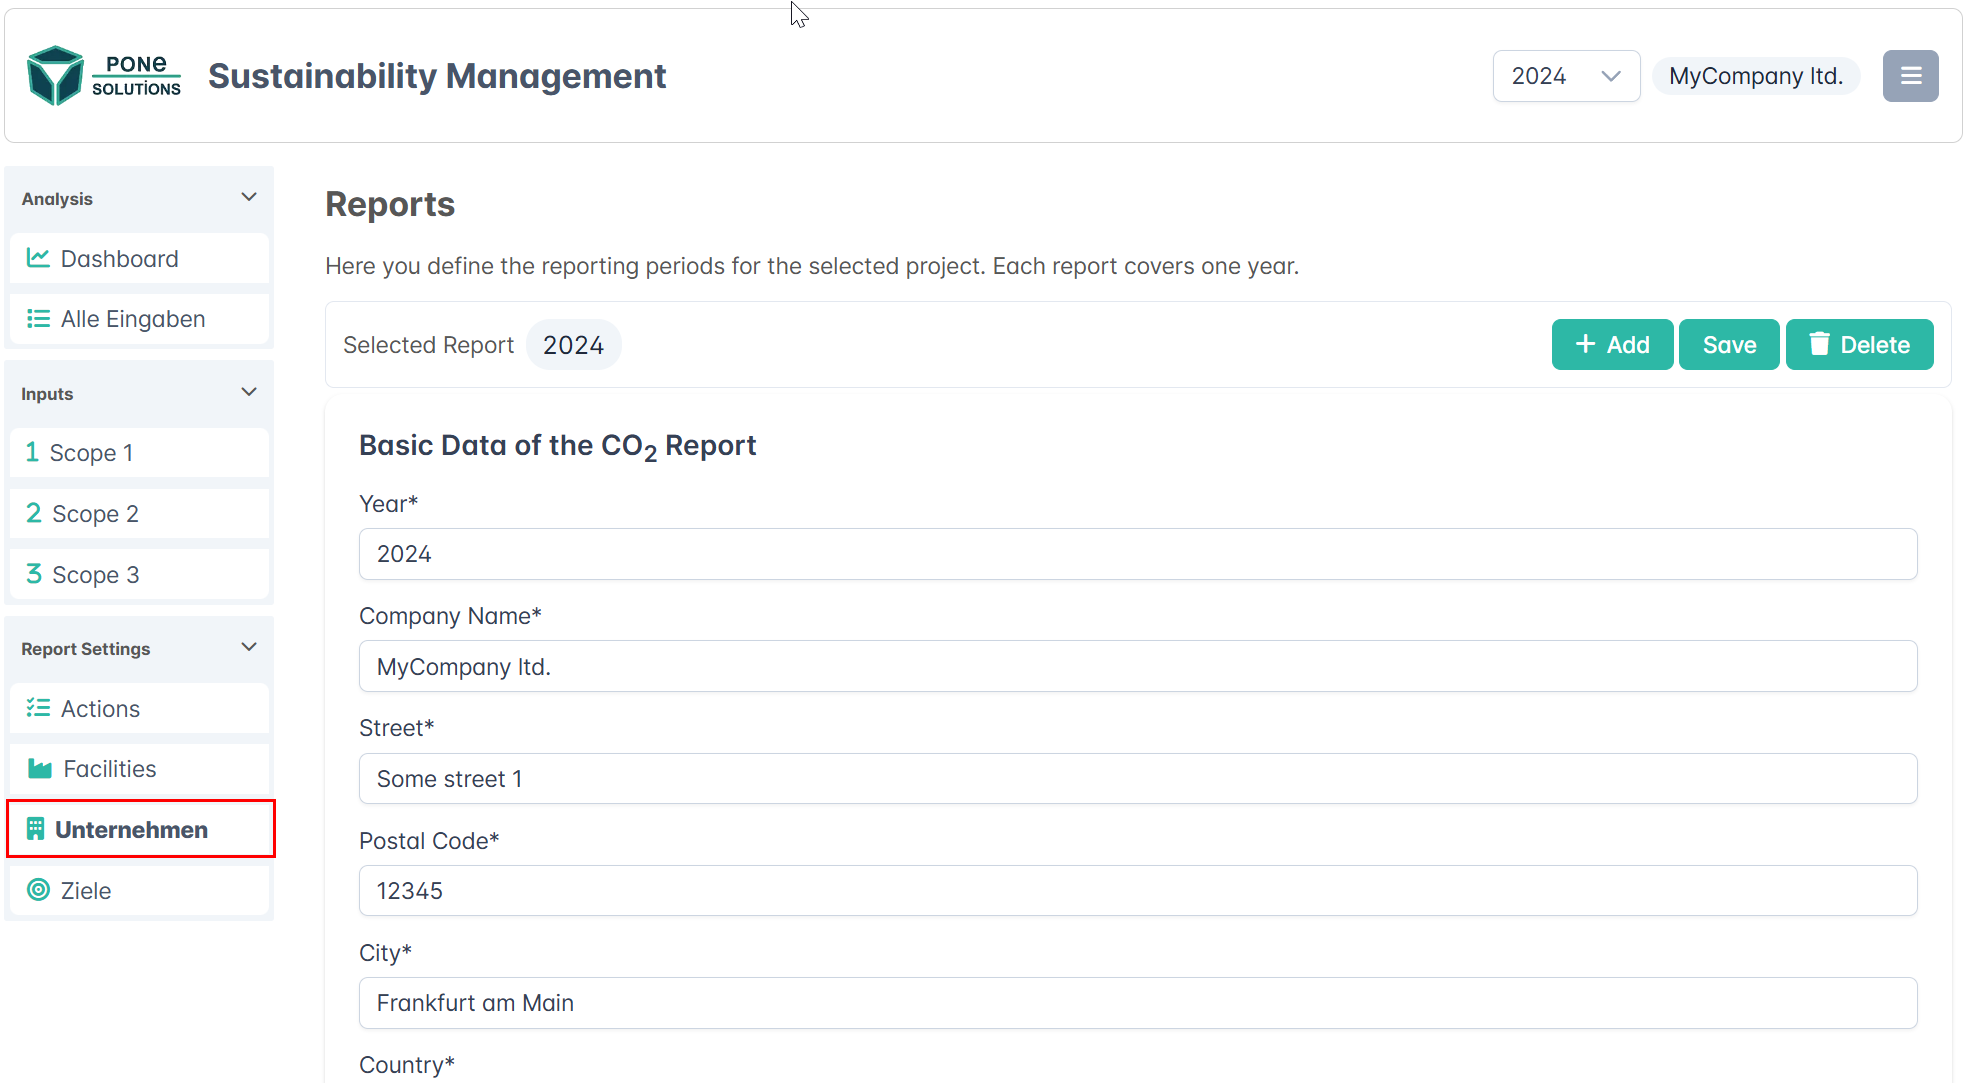 PONE
SOLUTIONS
Sustainability Management
2024
MyCompany ltd.
Analysis
Dashboard
Alle Eingaben
Inputs
1 Scope 1
2 Scope 2
3 Scope 3
Report Settings
Actions
Facilities
Unternehmen
Ziele
Reports
Here you define the reporting periods for the selected project. Each report covers one year.
Selected Report 2024
+ Add Save Delete
Basic Data of the CO₂ Report
Year*
2024
Company Name*
MyCompany ltd.
Street*
Some street 1
Postal Code*
12345
City*
Frankfurt am Main
Country*